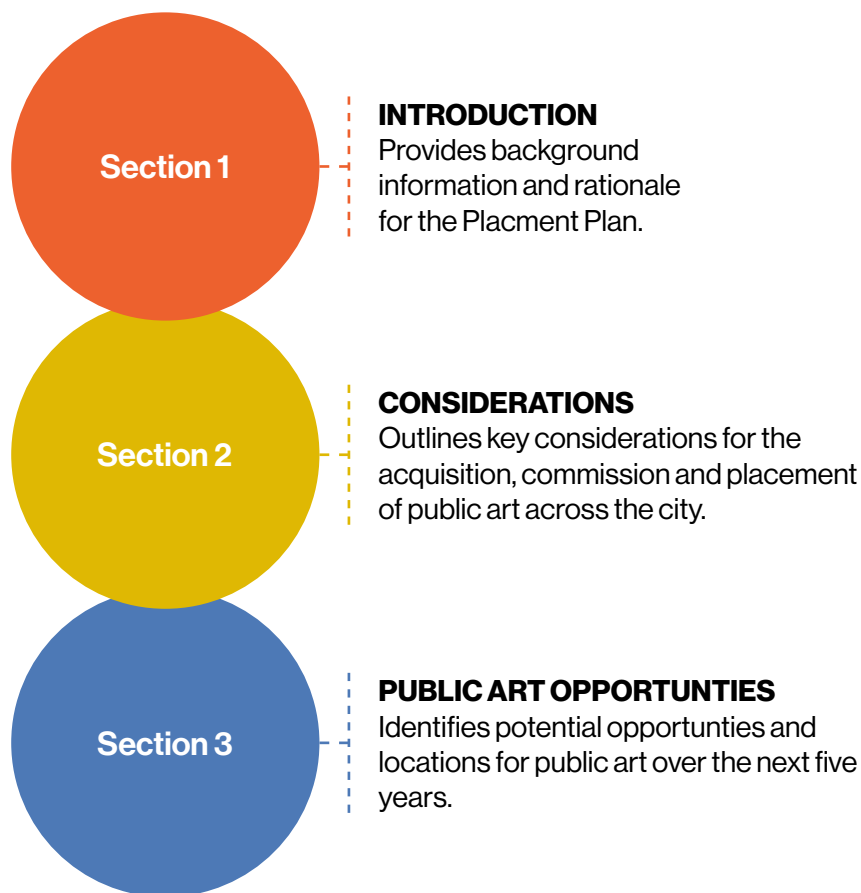 Section 1
INTRODUCTION
Provides background
information and rationale
for the Placment Plan.
Section 2
CONSIDERATIONS
Outlines key considerations for the
acquisition, commission and placement
of public art across the city.
Section 3
PUBLIC ART OPPORTUNTIES
Identifies potential opportunties and
locations for public art over the next five
years.